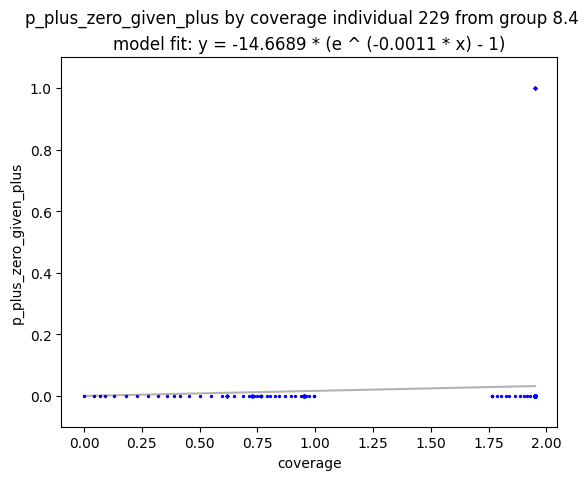 p_plus_zero_given_plus by coverage individual 229 from group 8.4
model fit: y = -14.6689 * (e ^ (-0.0011 * x) - 1)
1.0
0.8
0.6
0.4
0.2
0.0
p_plus_zero_given_plus
0.00 0.25 0.50 0.75 1.00 1.25 1.50 1.75 2.00
coverage